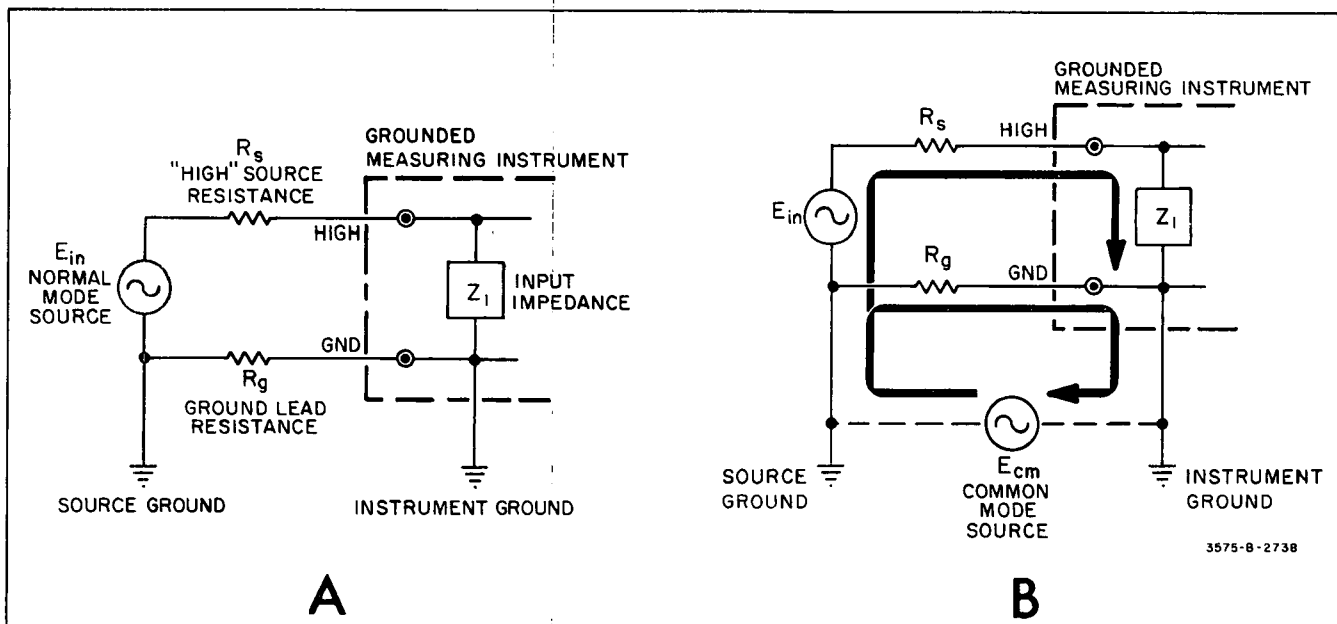 GROUNDED
MEASURING INSTRUMENT
Rs
"HIGH" SOURCE
RESISTANCE
HIGH
Ein
NORMAL
MODE
SOURCE
Z1
INPUT
IMPEDANCE
GND
Rg
GROUND LEAD
RESISTANCE
SOURCE GROUND
INSTRUMENT GROUND
A
GROUNDED
MEASURING INSTRUMENT
Rs
HIGH
Ein
Z1
Rg
GND
SOURCE
GROUND
Ecm
COMMON
MODE
SOURCE
INSTRUMENT
GROUND
3575-B-2738
B